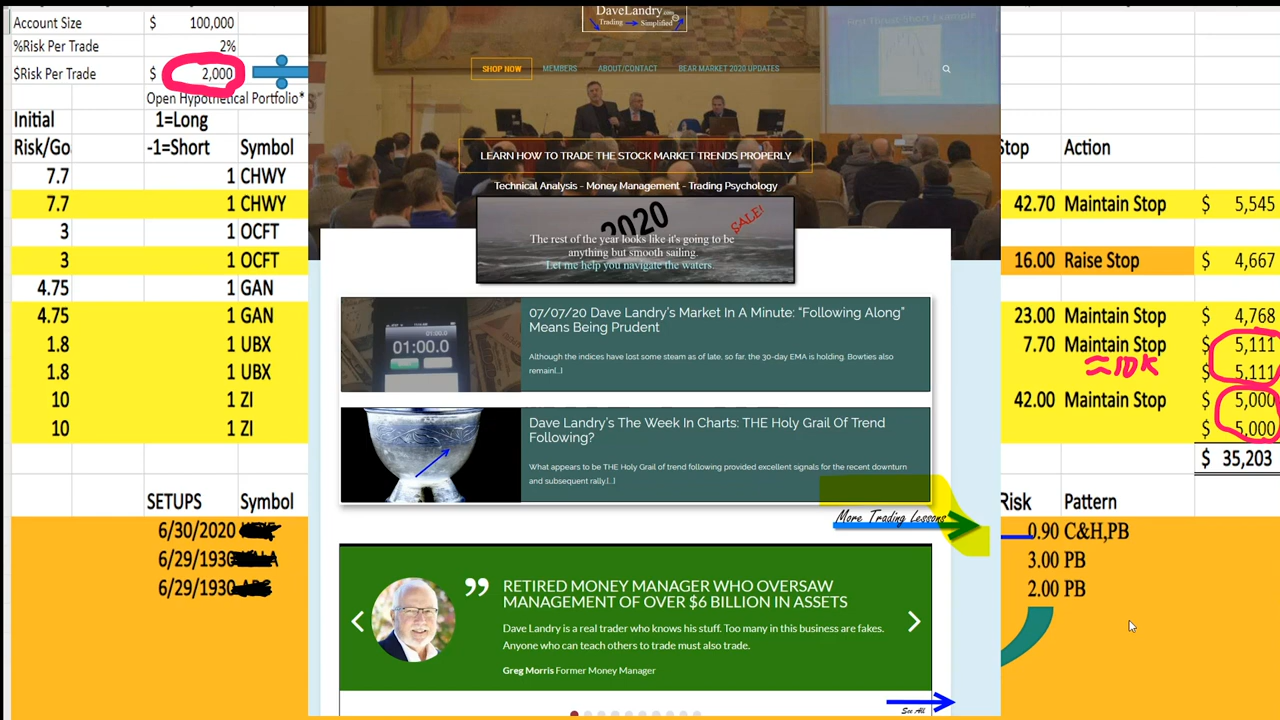 Account Size $ 100,000
%Risk Per Trade 2%
$Risk Per Trade $ 2,000
Open Hypothetical Portfolio*
Initial 1=Long
Risk/Go -1=Short Symbol
7.7 1 CHWY
7.7 1 CHWY
3 1 OCFT
3 1 OCFT
4.75 1 GAN
4.75 1 GAN
1.8 1 UBX
1.8 1 UBX
10 1 ZI
10 1 ZI
SETUPS Symbol
6/30/2020
6/29/1930
6/29/1930
DaveLandry.com
Trading Simplified
First Thrust Short Example
SHOP NOW MEMBERS ABOUT/CONTACT BEAR MARKET 2020 UPDATES
LEARN HOW TO TRADE THE STOCK MARKET TRENDS PROPERLY
Technical Analysis - Money Management - Trading Psychology
2020 SALE!
The rest of the year looks like it's going to be
anything but smooth sailing.
Let me help you navigate the waters.
01:00.0
01:00.0
07/07/20 Dave Landry's Market In A Minute: “Following Along”
Means Being Prudent
Although the indices have lost some steam as of late, so far, the 30-day EMA is holding. Bowties also
remain[...]
Dave Landry's The Week In Charts: THE Holy Grail Of Trend
Following?
What appears to be THE Holy Grail of trend following provided excellent signals for the recent downturn
and subsequent rally.[...]
More Trading Lessons
RETIRED MONEY MANAGER WHO OVERSAW
MANAGEMENT OF OVER $6 BILLION IN ASSETS
Dave Landry is a real trader who knows his stuff. Too many in this business are fakes.
Anyone who can teach others to trade must also trade.
Greg Morris Former Money Manager
See All
Stop Action
42.70 Maintain Stop $ 5,545
16.00 Raise Stop $ 4,667
23.00 Maintain Stop $ 4,768
7.70 Maintain Stop $ 5,111
≈10K $ 5,111
42.00 Maintain Stop $ 5,000
$ 5,000
$ 35,203
Risk Pattern
0.90 C&H,PB
3.00 PB
2.00 PB